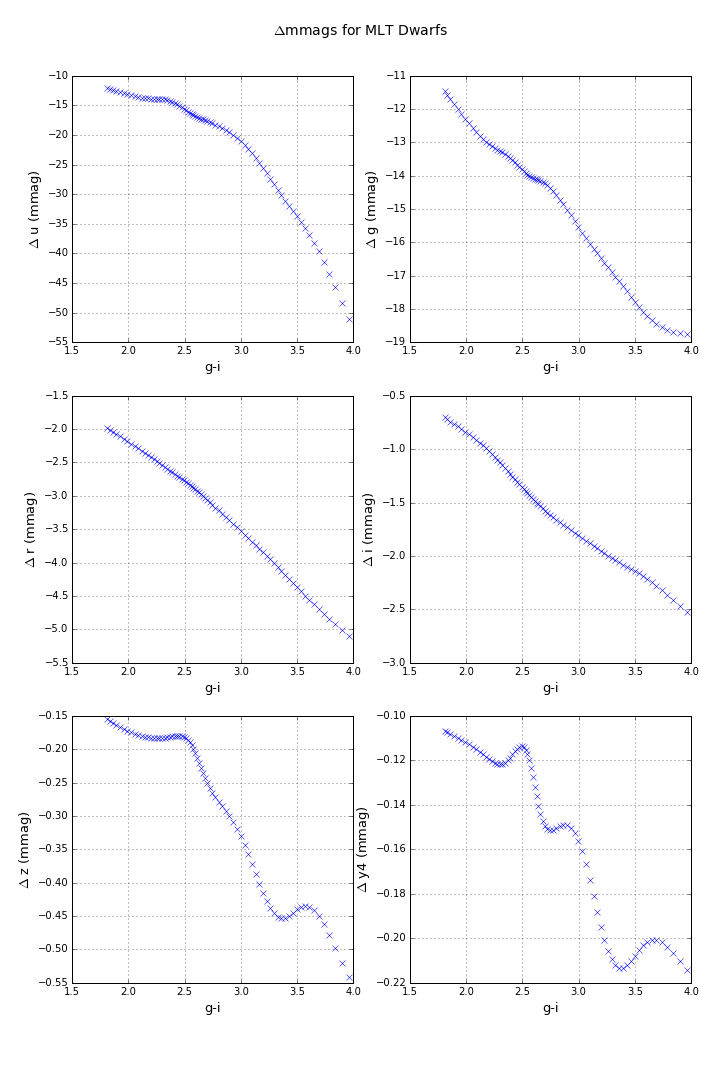 Δmmags for MLT Dwarfs
−10
−15
−20
−25
−30
−35
−40
−45
−50
−55
Δ u (mmag)
1.5 2.0 2.5 3.0 3.5 4.0
g-i
−11
−12
−13
−14
−15
−16
−17
−18
−19
Δ g (mmag)
1.5 2.0 2.5 3.0 3.5 4.0
g-i
−1.5
−2.0
−2.5
−3.0
−3.5
−4.0
−4.5
−5.0
−5.5
Δ r (mmag)
1.5 2.0 2.5 3.0 3.5 4.0
g-i
−0.5
−1.0
−1.5
−2.0
−2.5
−3.0
Δ i (mmag)
1.5 2.0 2.5 3.0 3.5 4.0
g-i
−0.15
−0.20
−0.25
−0.30
−0.35
−0.40
−0.45
−0.50
−0.55
Δ z (mmag)
1.5 2.0 2.5 3.0 3.5 4.0
g-i
−0.10
−0.12
−0.14
−0.16
−0.18
−0.20
−0.22
Δ y4 (mmag)
1.5 2.0 2.5 3.0 3.5 4.0
g-i